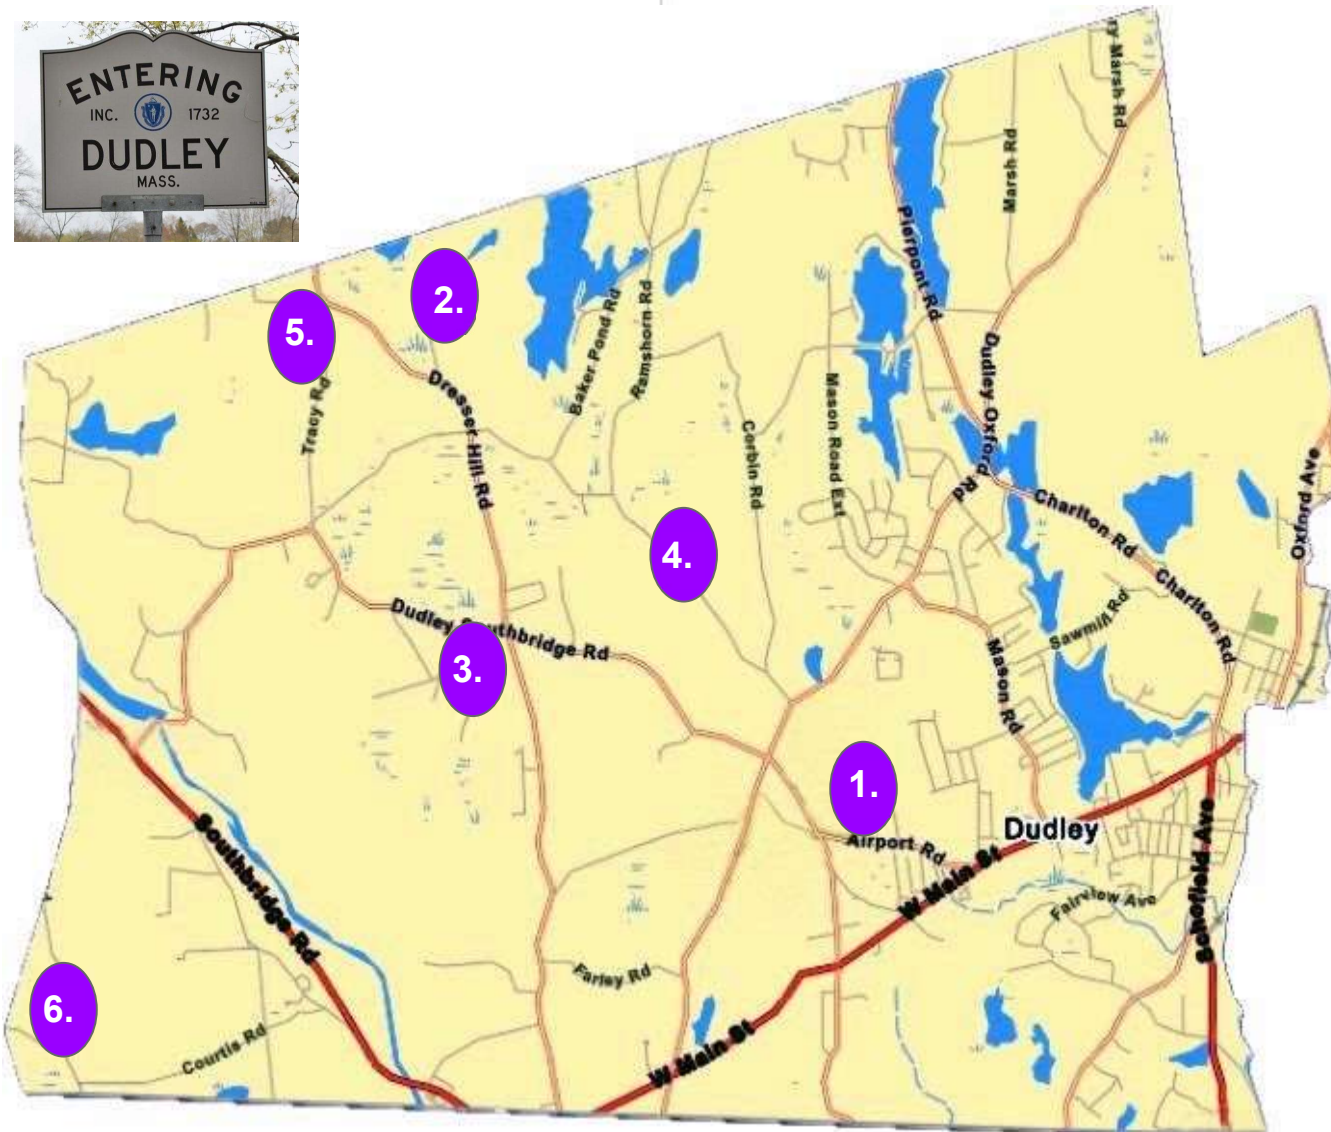 ENTERING
INC. 1732
DUDLEY
MASS.
ry Marsh Rd
Marsh Rd
Pierpont Rd
2.
5.
Baker Pond Rd
Ramshorn Rd
Dudley Oxford Rd
Dresser Hill Rd
Tracy Rd
Mason Road Ext
Corbin Rd
Oxford Ave
Charlton Rd
4.
Charlton Rd
Sawmill Rd
Dudley Southbridge Rd
3.
Mason Rd
1.
Dudley
Airport Rd
W Main St
Schofield Ave
Southbridge Rd
Fairview Ave
Farley Rd
6.
Courtis Rd
W Main St